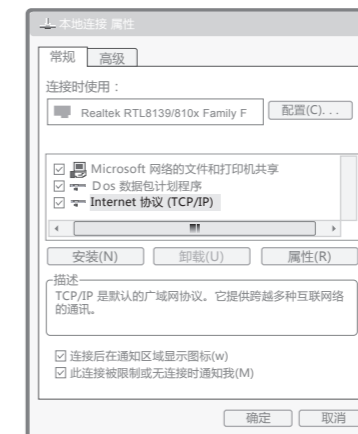 本地连接 属性
常规 高级
连接时使用：
Realtek RTL8139/810x Family F 配置(C). . .
Microsoft 网络的文件和打印机共享
Dos 数据包计划程序
Internet 协议 (TCP/IP)
安装(N) 卸载(U) 属性(R)
描述
TCP/IP 是默认的广域网协议。它提供跨越多种互联网络
的通讯。
连接后在通知区域显示图标(w)
此连接被限制或无连接时通知我(M)
确定 取消